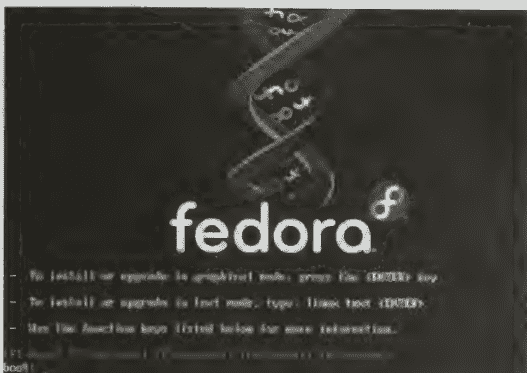 fedora
- To install or upgrade in graphical mode, press the <ENTER> key.
- To install or upgrade in text mode, type: linux text <ENTER>.
- Use the function keys listed below for more information.
boot: